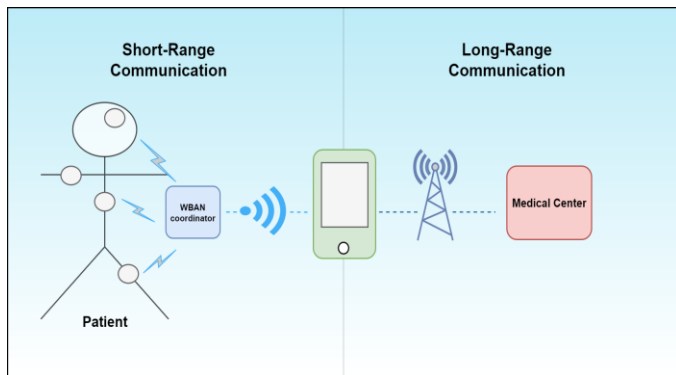 Short-Range
Communication
Long-Range
Communication
WBAN
coordinator
Medical Center
Patient